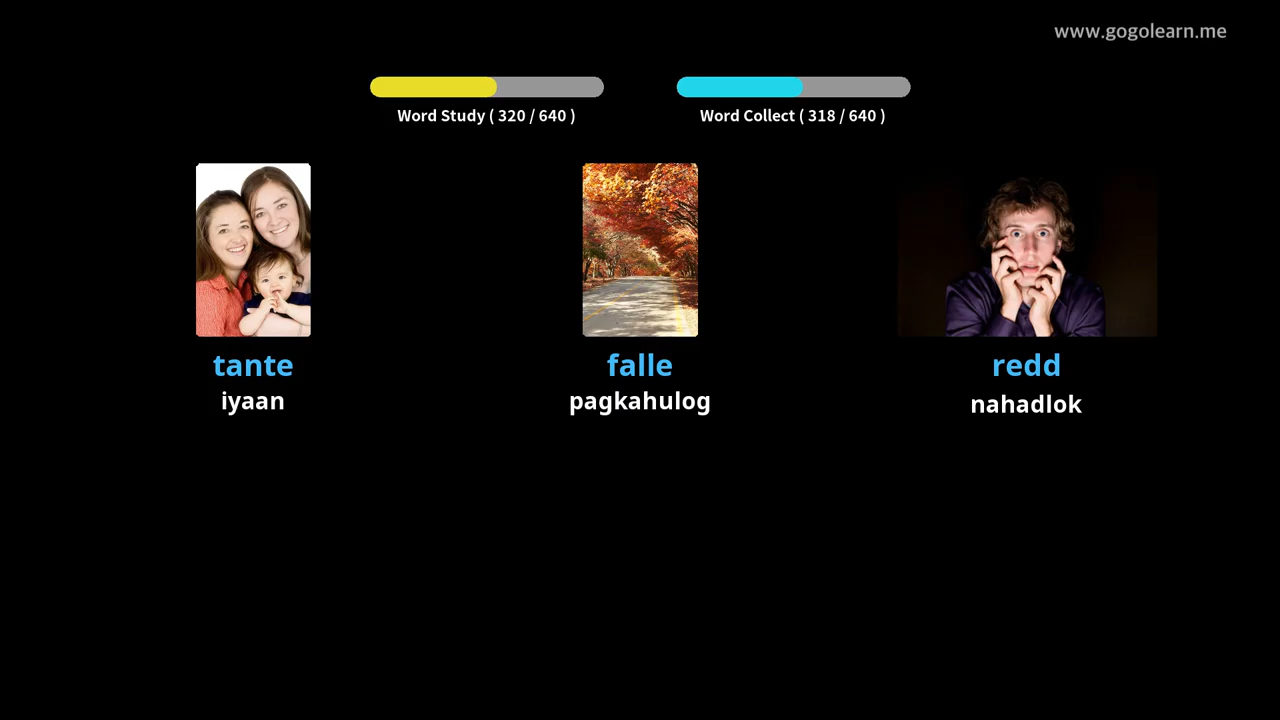 www.gogolearn.me
Word Study ( 320 / 640 )
Word Collect ( 318 / 640 )
tante
iyaan
falle
pagkahulog
redd
nahadlok